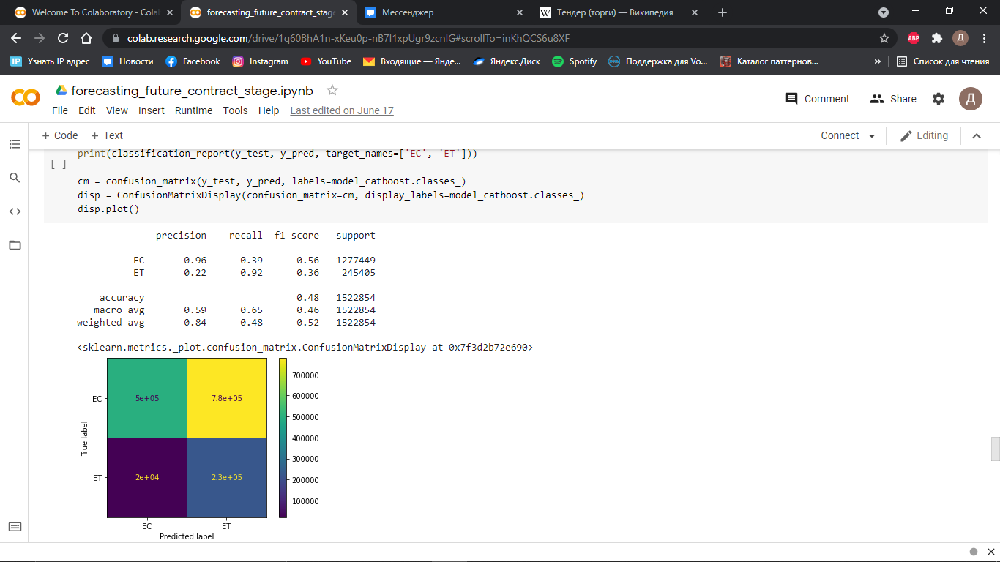 Welcome To Colaboratory - Cola
forecasting_future_contract_stage
Мессенджер
W Тендер (торги) — Википедия
colab.research.google.com/drive/1q60BhA1n-xKeu0p-nB7I1xpUgr9zcnlG#scrollTo=inKhQCS6u8XF
ABP
Д
IP Узнать IP адрес
Новости
Facebook
Instagram
YouTube
Входящие — Янде...
Яндекс.Диск
Spotify
Поддержка для Vo...
Каталог паттернов...
»
Список для чтения
forecasting_future_contract_stage.ipynb
Comment
Share
Д
File Edit View Insert Runtime Tools Help Last edited on June 17
+ Code + Text
Connect
Editing
print(classification_report(y_test, y_pred, target_names=['EC', 'ET']))
[ ]
cm = confusion_matrix(y_test, y_pred, labels=model_catboost.classes_)
disp = ConfusionMatrixDisplay(confusion_matrix=cm, display_labels=model_catboost.classes_)
disp.plot()
precision recall f1-score support
EC 0.96 0.39 0.56 1277449
ET 0.22 0.92 0.36 245405
accuracy 0.48 1522854
macro avg 0.59 0.65 0.46 1522854
weighted avg 0.84 0.48 0.52 1522854
<sklearn.metrics._plot.confusion_matrix.ConfusionMatrixDisplay at 0x7f3d2b72e690>
True label
EC 5e+05 7.8e+05
ET 2e+04 2.3e+05
EC ET
Predicted label
700000
600000
500000
400000
300000
200000
100000